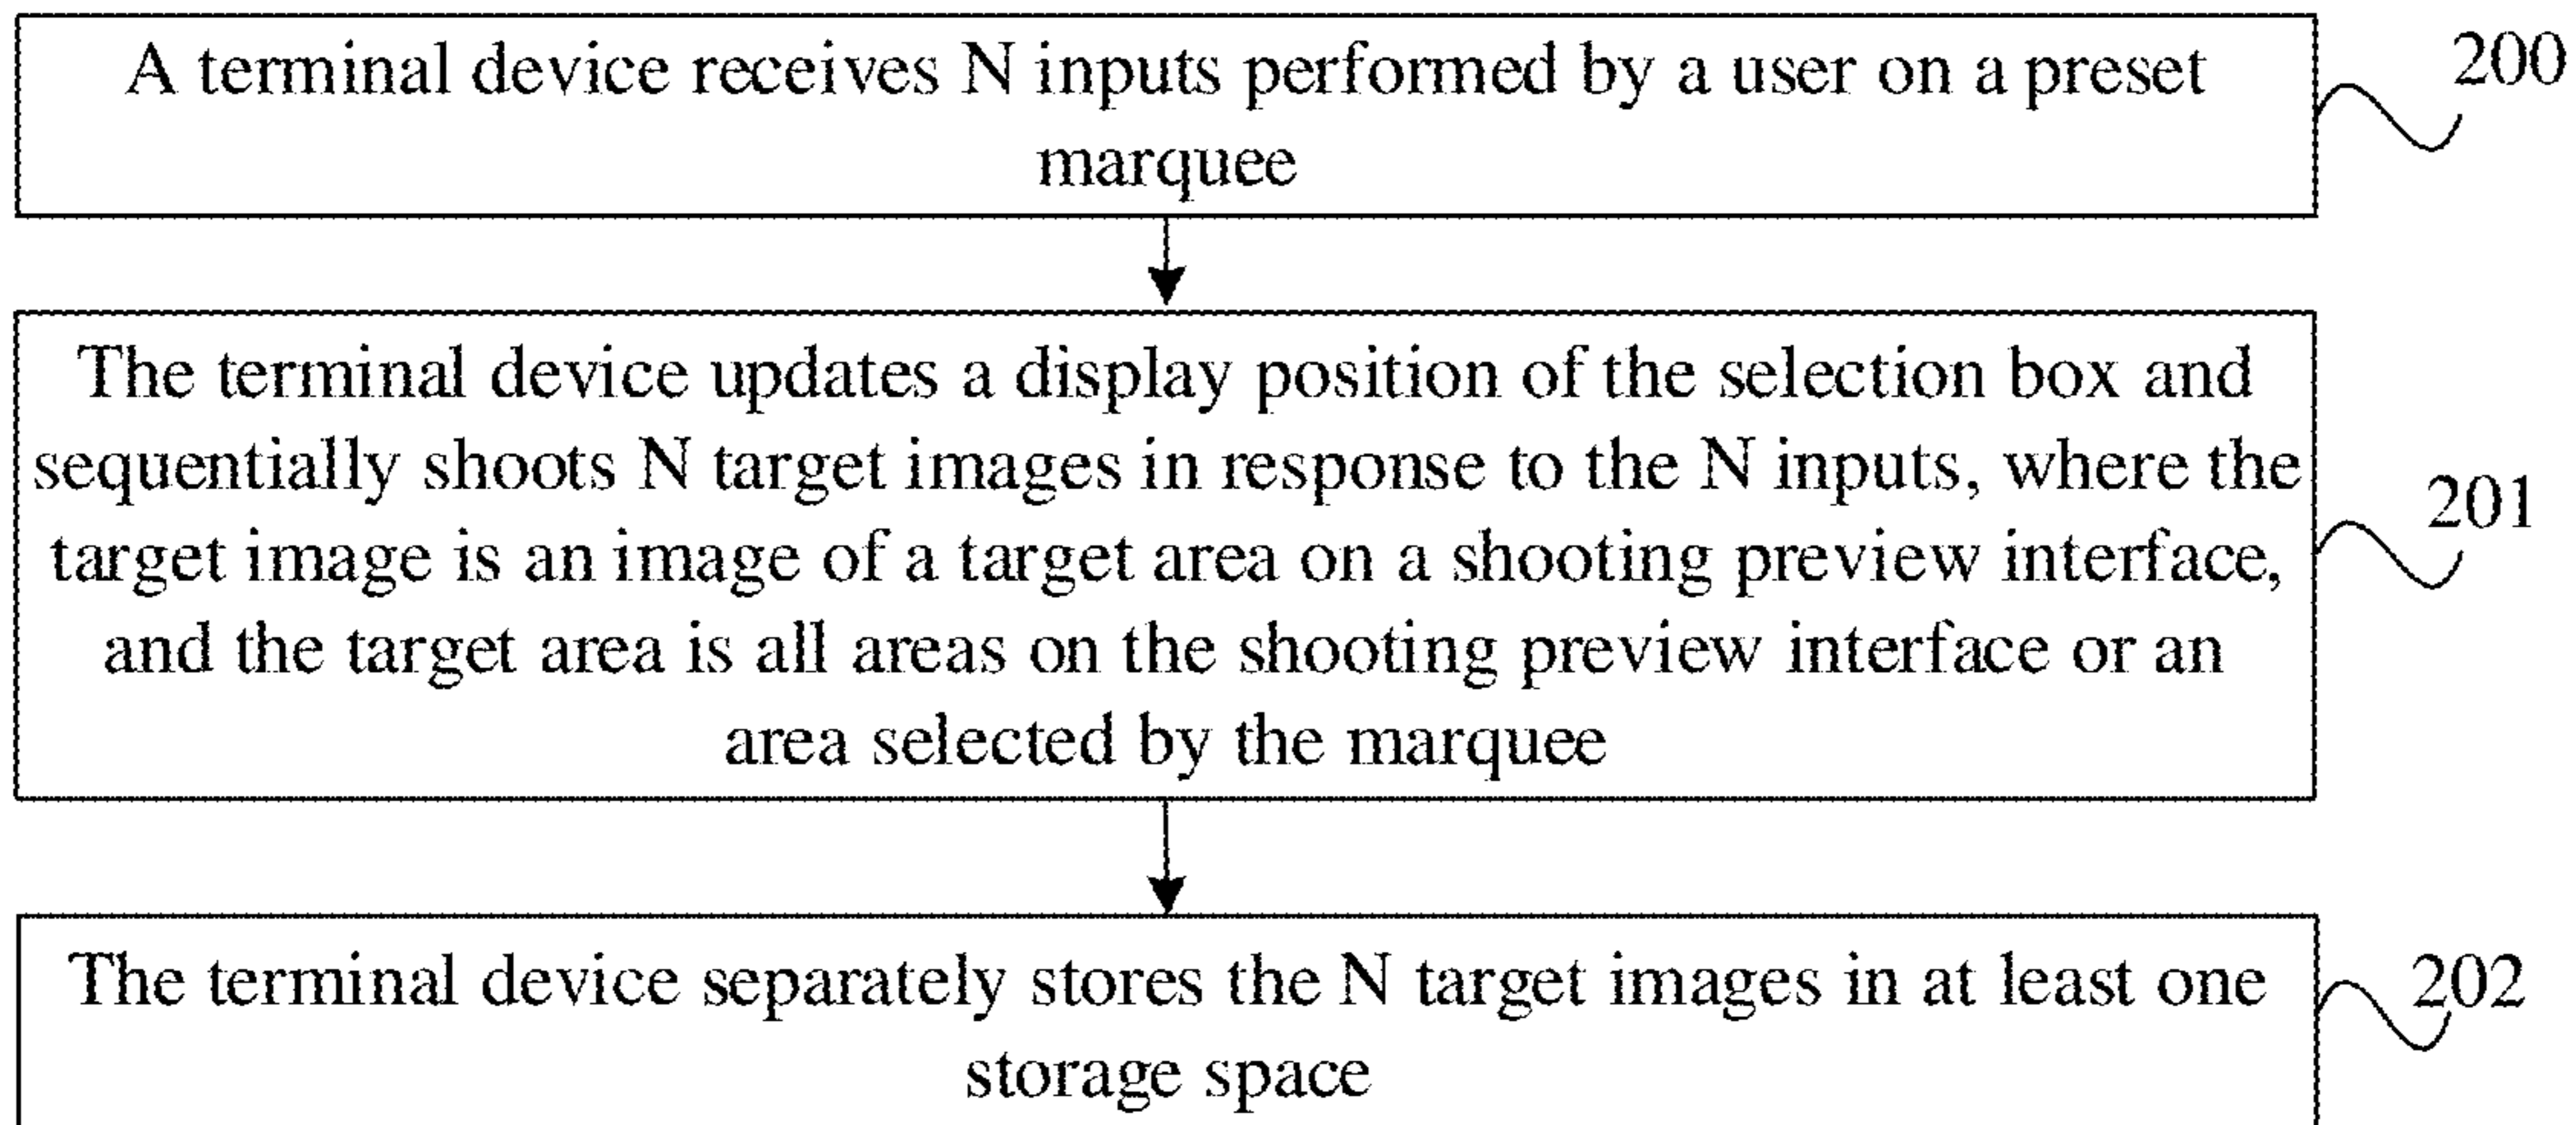 A terminal device receives N inputs performed by a user on a preset
marquee
200
The terminal device updates a display position of the selection box and
sequentially shoots N target images in response to the N inputs, where the
target image is an image of a target area on a shooting preview interface,
and the target area is all areas on the shooting preview interface or an
area selected by the marquee
201
The terminal device separately stores the N target images in at least one
storage space
202